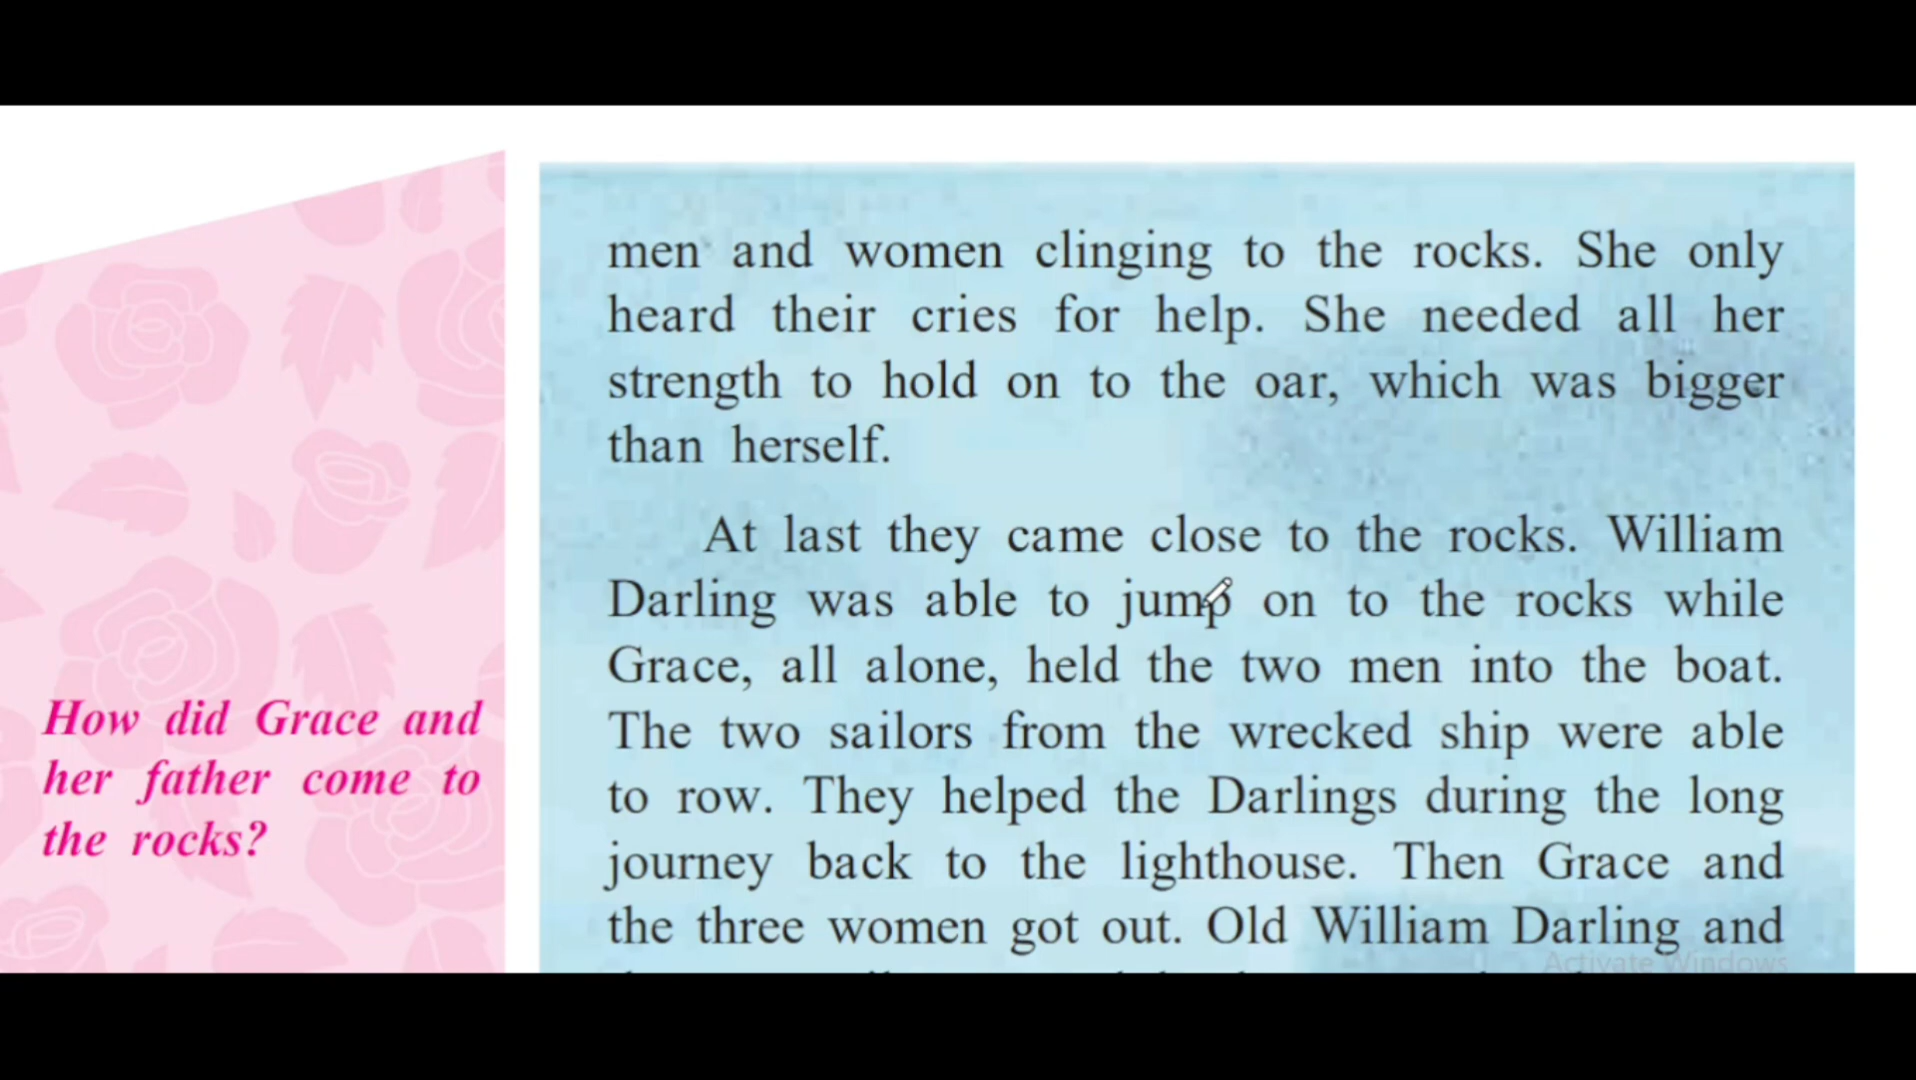 men and women clinging to the rocks. She only
heard their cries for help. She needed all her
strength to hold on to the oar, which was bigger
than herself.
At last they came close to the rocks. William
Darling was able to jump on to the rocks while
Grace, all alone, held the two men into the boat.
The two sailors from the wrecked ship were able
to row. They helped the Darlings during the long
journey back to the lighthouse. Then Grace and
the three women got out. Old William Darling and
How did Grace and
her father come to
the rocks?
Activate Windows